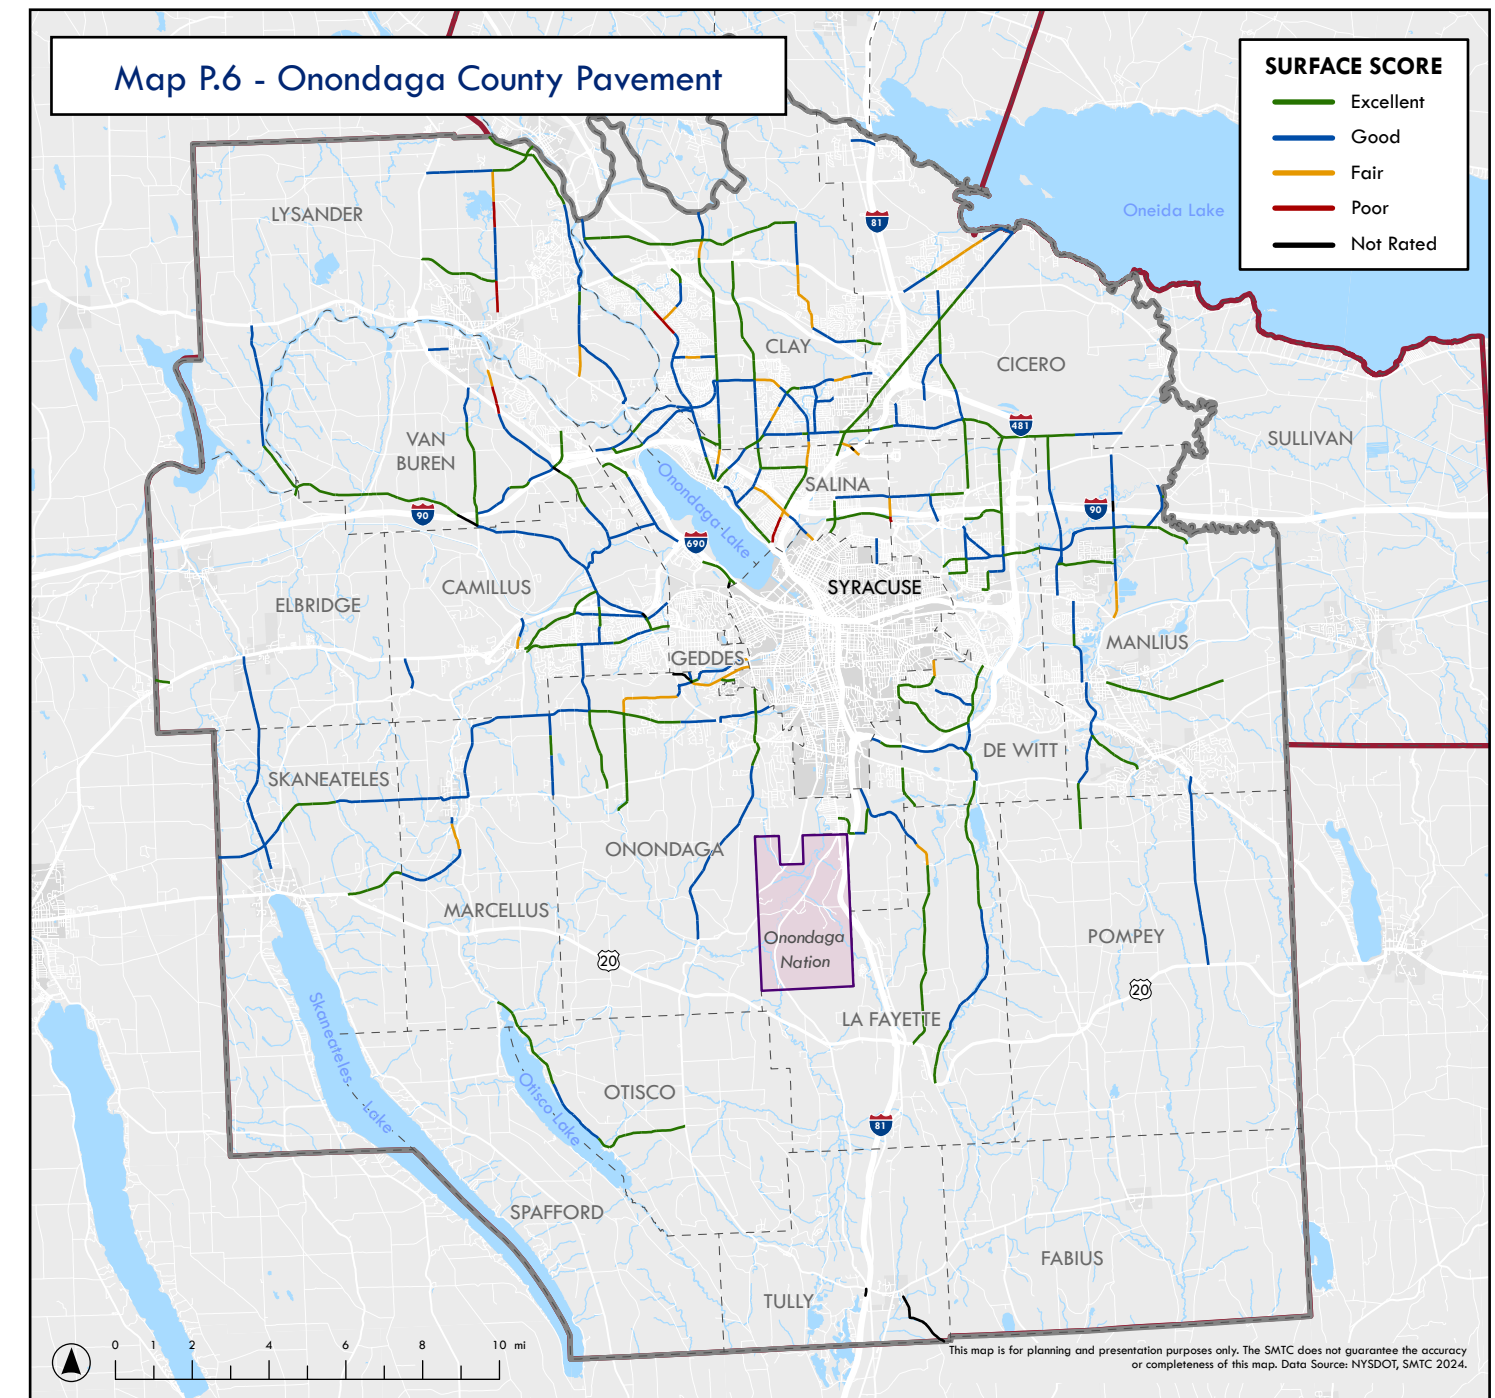 Map P.6 - Onondaga County Pavement
SURFACE SCORE
Excellent
Good
Fair
Poor
Not Rated
LYSANDER
Oneida Lake
81
CLAY
CICERO
481
SULLIVAN
VAN
BUREN
SALINA
Onondaga Lake
90
90
690
CAMILLUS
SYRACUSE
ELBRIDGE
MANLIUS
GEDDES
DE WITT
SKANEATELES
ONONDAGA
MARCELLUS
POMPEY
Onondaga
Nation
20
20
LA FAYETTE
Skaneateles
Lake
Otisco Lake
OTISCO
81
SPAFFORD
FABIUS
TULLY
0 1 2 4 6 8 10 mi
This map is for planning and presentation purposes only. The SMTC does not guarantee the accuracy
or completeness of this map. Data Source: NYSDOT, SMTC 2024.